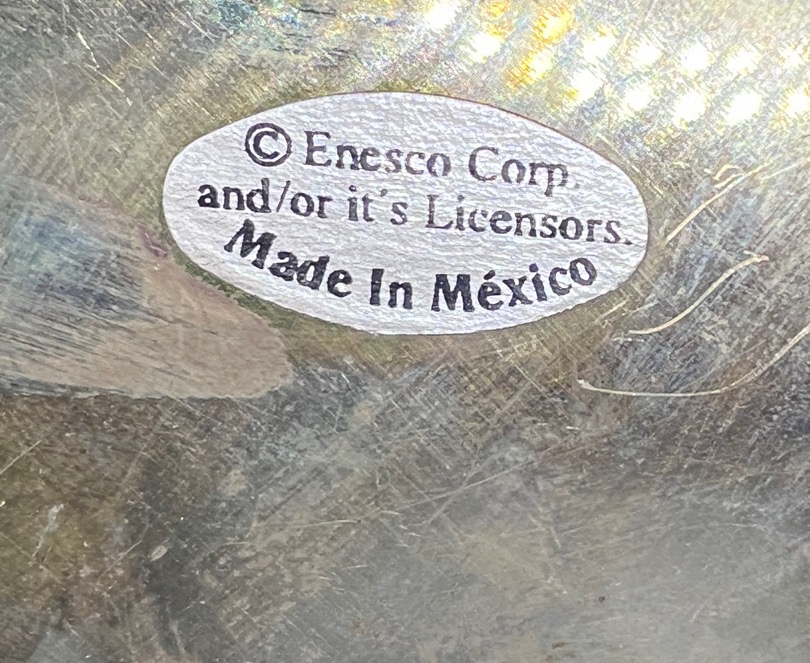 © Enesco Corp.
and/or it's Licensors.
Made In México